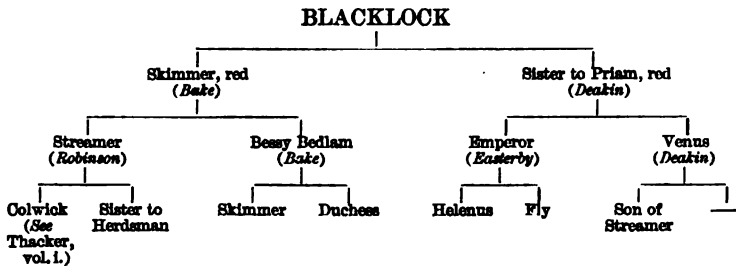 BLACKLOCK
Skimmer, red Sister to Priam, red
(Bake) (Deakin)
Streamer Bessy Bedlam Emperor Venus
(Robinson) (Bake) (Easterby) (Deakin)
Colwick Sister to Skimmer Duchess Helenus Fly Son of —
(See Herdsman Streamer
Thacker,
vol. i.)